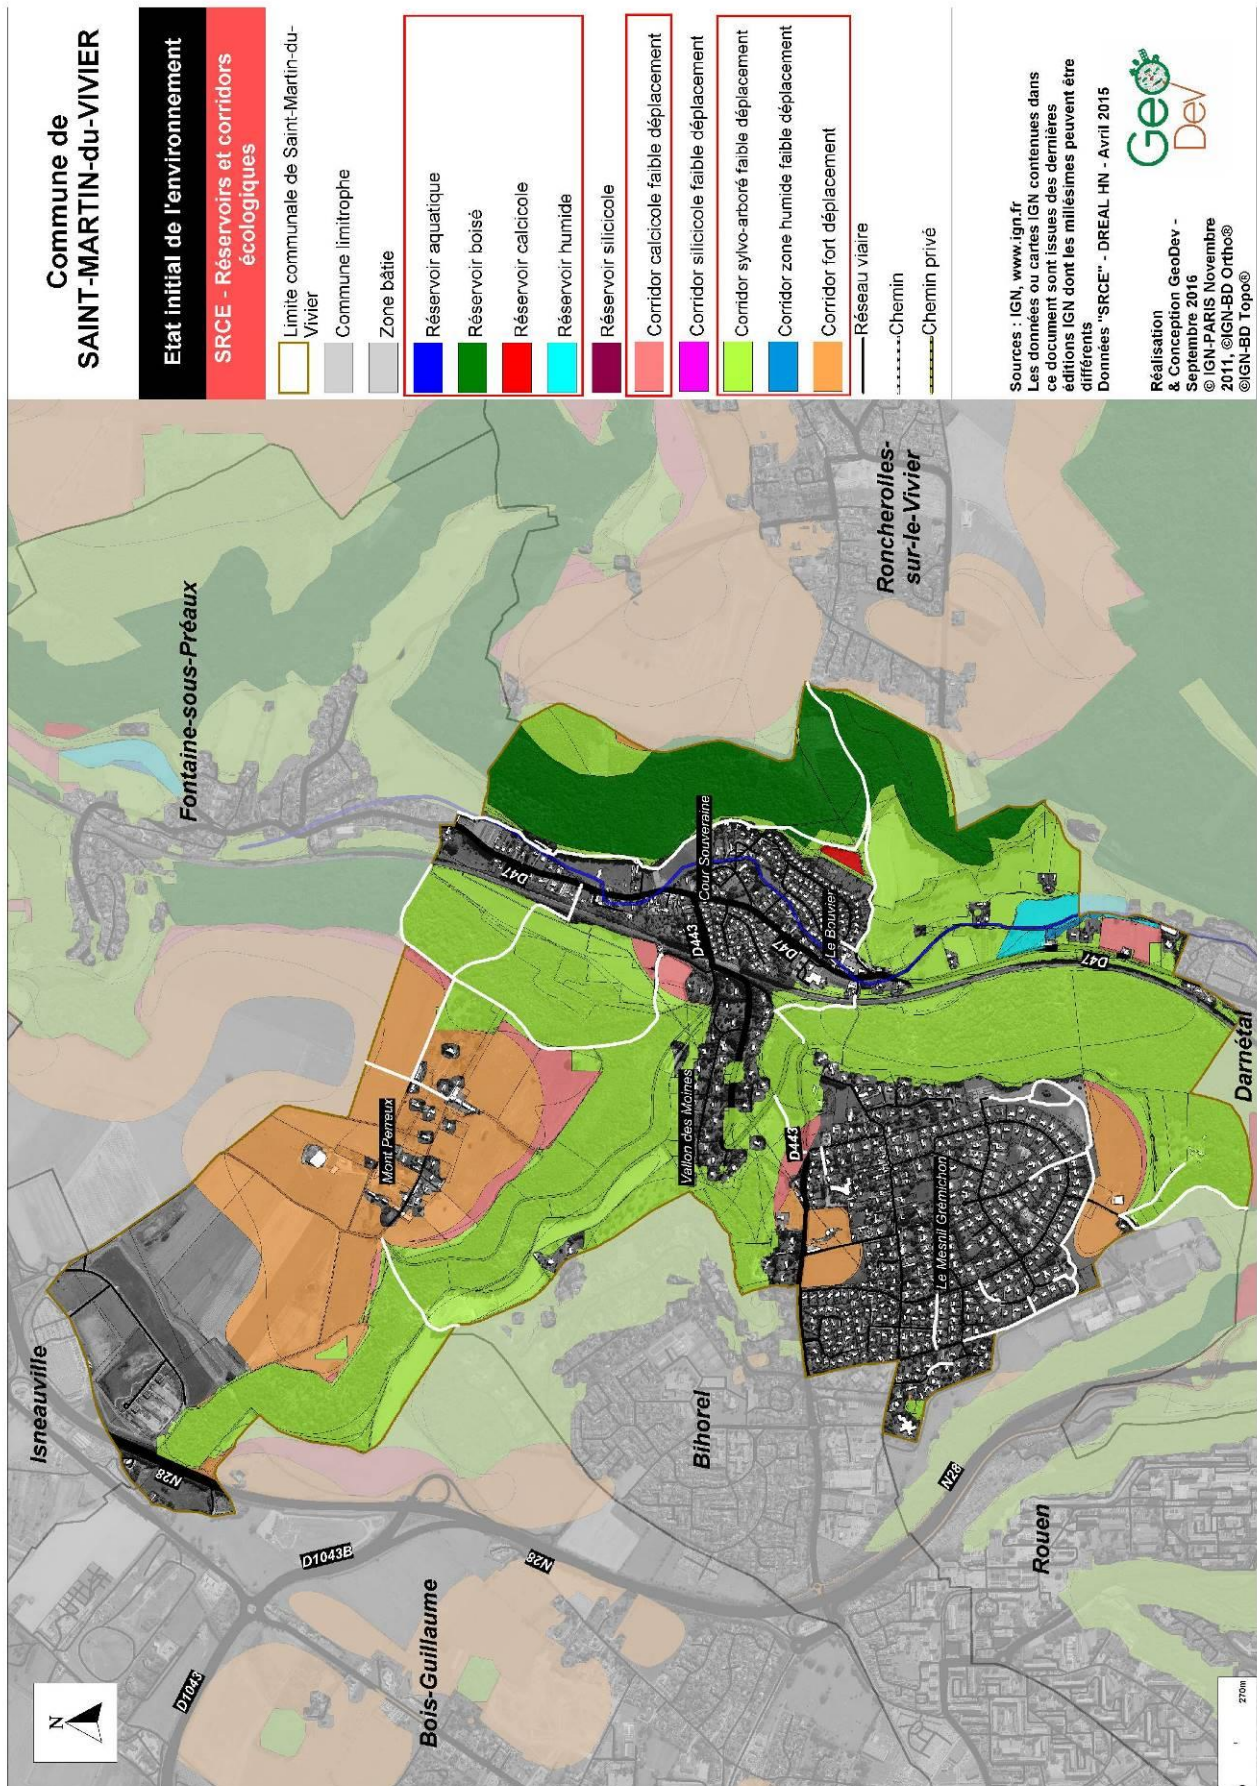 Commune de
SAINT-MARTIN-du-VIVIER
Etat initial de l'environnement
SRCE - Réservoirs et corridors
écologiques
Limite communale de Saint-Martin-du-
Vivier
Commune limitrophe
Zone bâtie
Réservoir aquatique
Réservoir boisé
Réservoir calcicole
Réservoir humide
Réservoir silicicole
Corridor calcicole faible déplacement
Corridor silicicole faible déplacement
Corridor sylvo-arboré faible déplacement
Corridor zone humide faible déplacement
Corridor fort déplacement
Réseau viaire
Chemin
Chemin privé
Sources : IGN, www.ign.fr
Les données ou cartes IGN contenues dans
ce document sont issues des dernières
éditions IGN dont les millésimes peuvent être
différents
Données "SRCE" - DREAL HN - Avril 2015
Réalisation
& Conception GeoDev -
Septembre 2016
© IGN-PARIS Novembre
2011, ©IGN-BD Ortho®
©IGN-BD Topo®
Geo
Dev
N
Isneauville
Fontaine-sous-Préaux
Roncherolles-
sur-le-Vivier
Darnétal
Bihorel
Rouen
Bois-Guillaume
Mont Perreux
Vallon des Moines
Cour Souveraine
Le Bouvier
Le Mesnil Grémichon
D47
D443
D47
D47
D443
N28
N28
N28
D1043B
D1043
270m